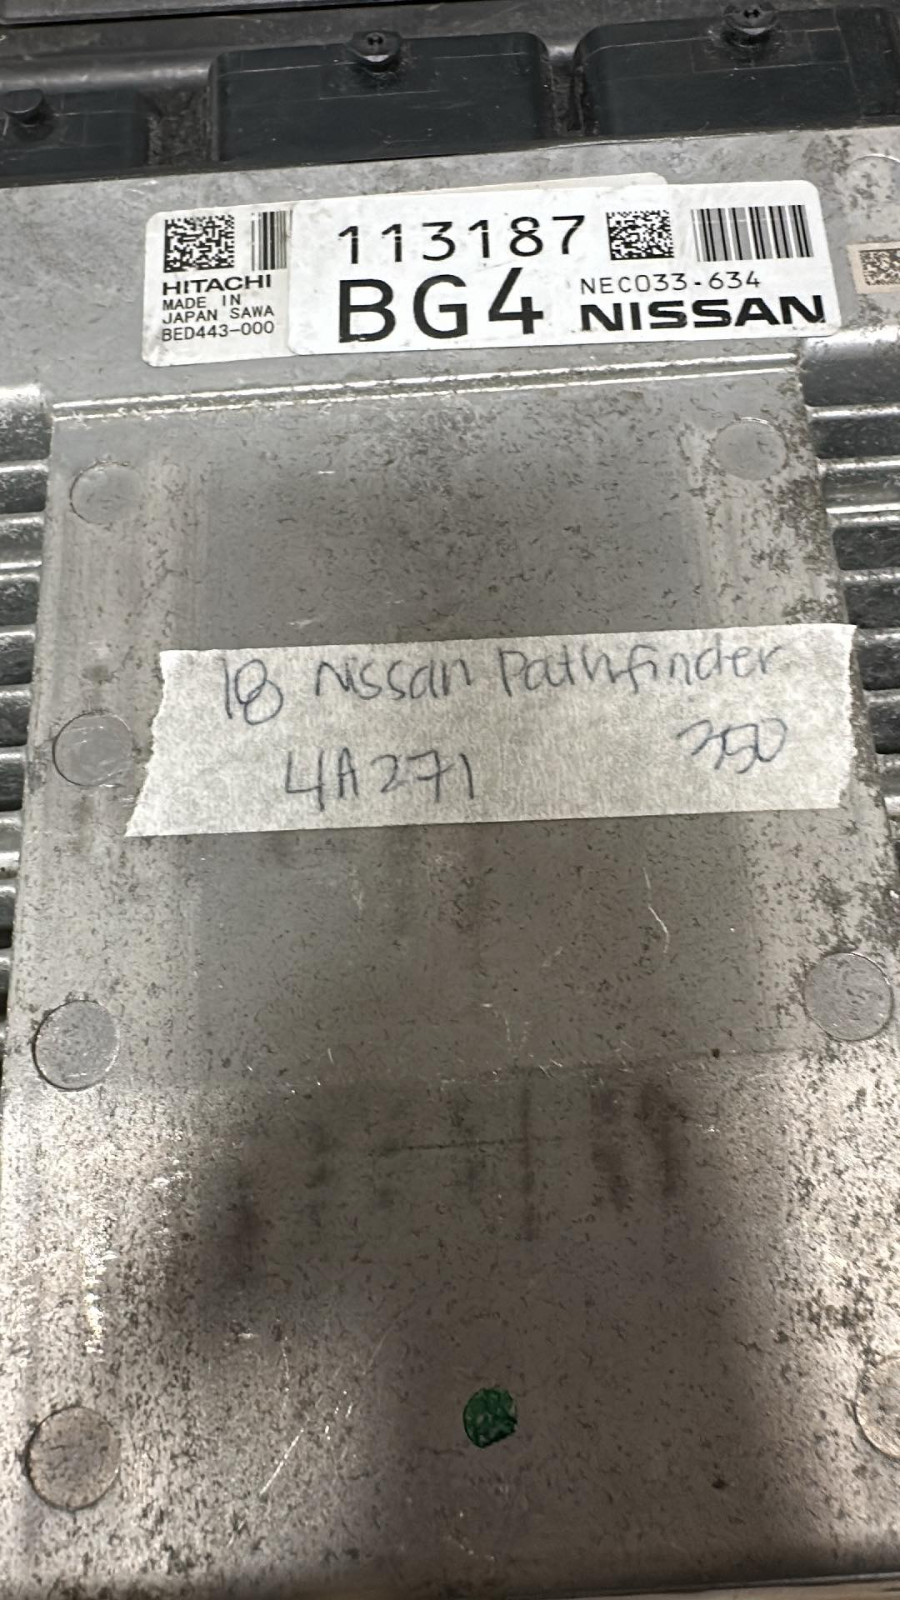 HITACHI
MADE IN
JAPAN SAWA
BED443-000
113187
BG4
NEC033-634
NISSAN
18 Nissan Pathfinder
4A271 350